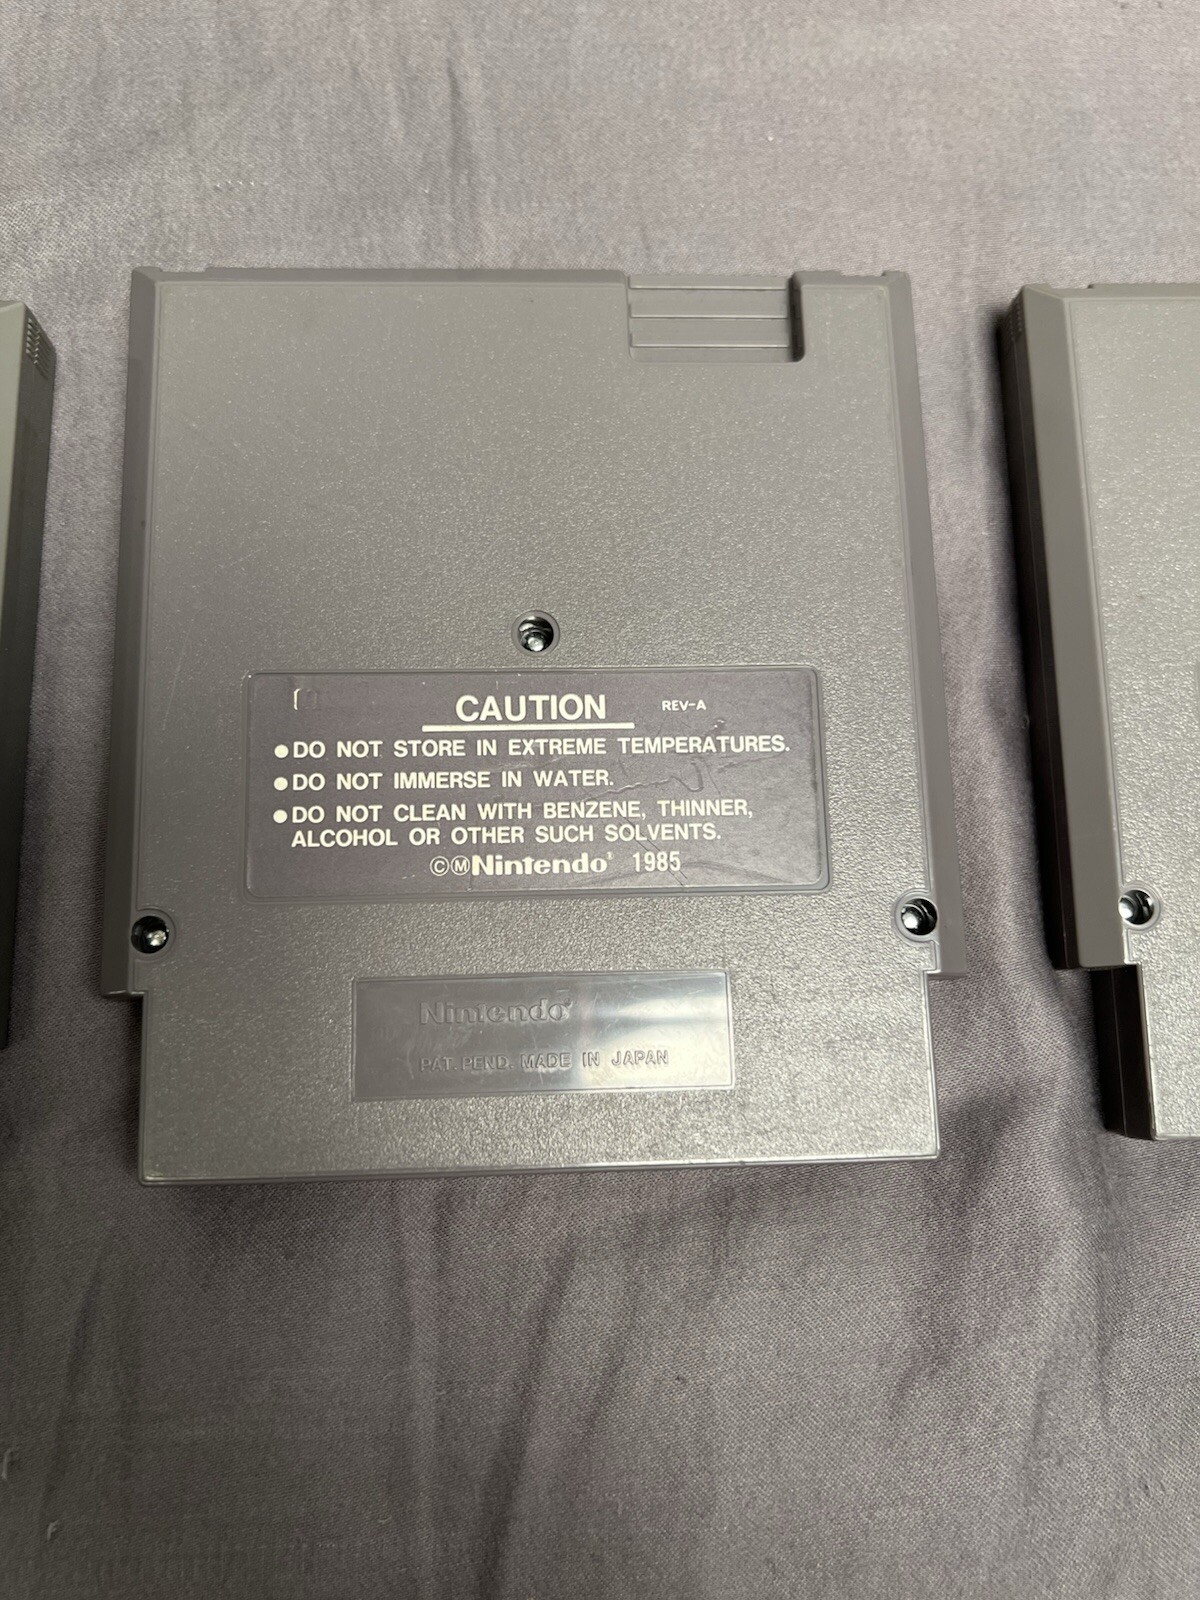 CAUTION REV-A
●DO NOT STORE IN EXTREME TEMPERATURES.
●DO NOT IMMERSE IN WATER.
●DO NOT CLEAN WITH BENZENE, THINNER,
ALCOHOL OR OTHER SUCH SOLVENTS.
ⒸⓂNintendo® 1985
Nintendo®
PAT. PEND. MADE IN JAPAN